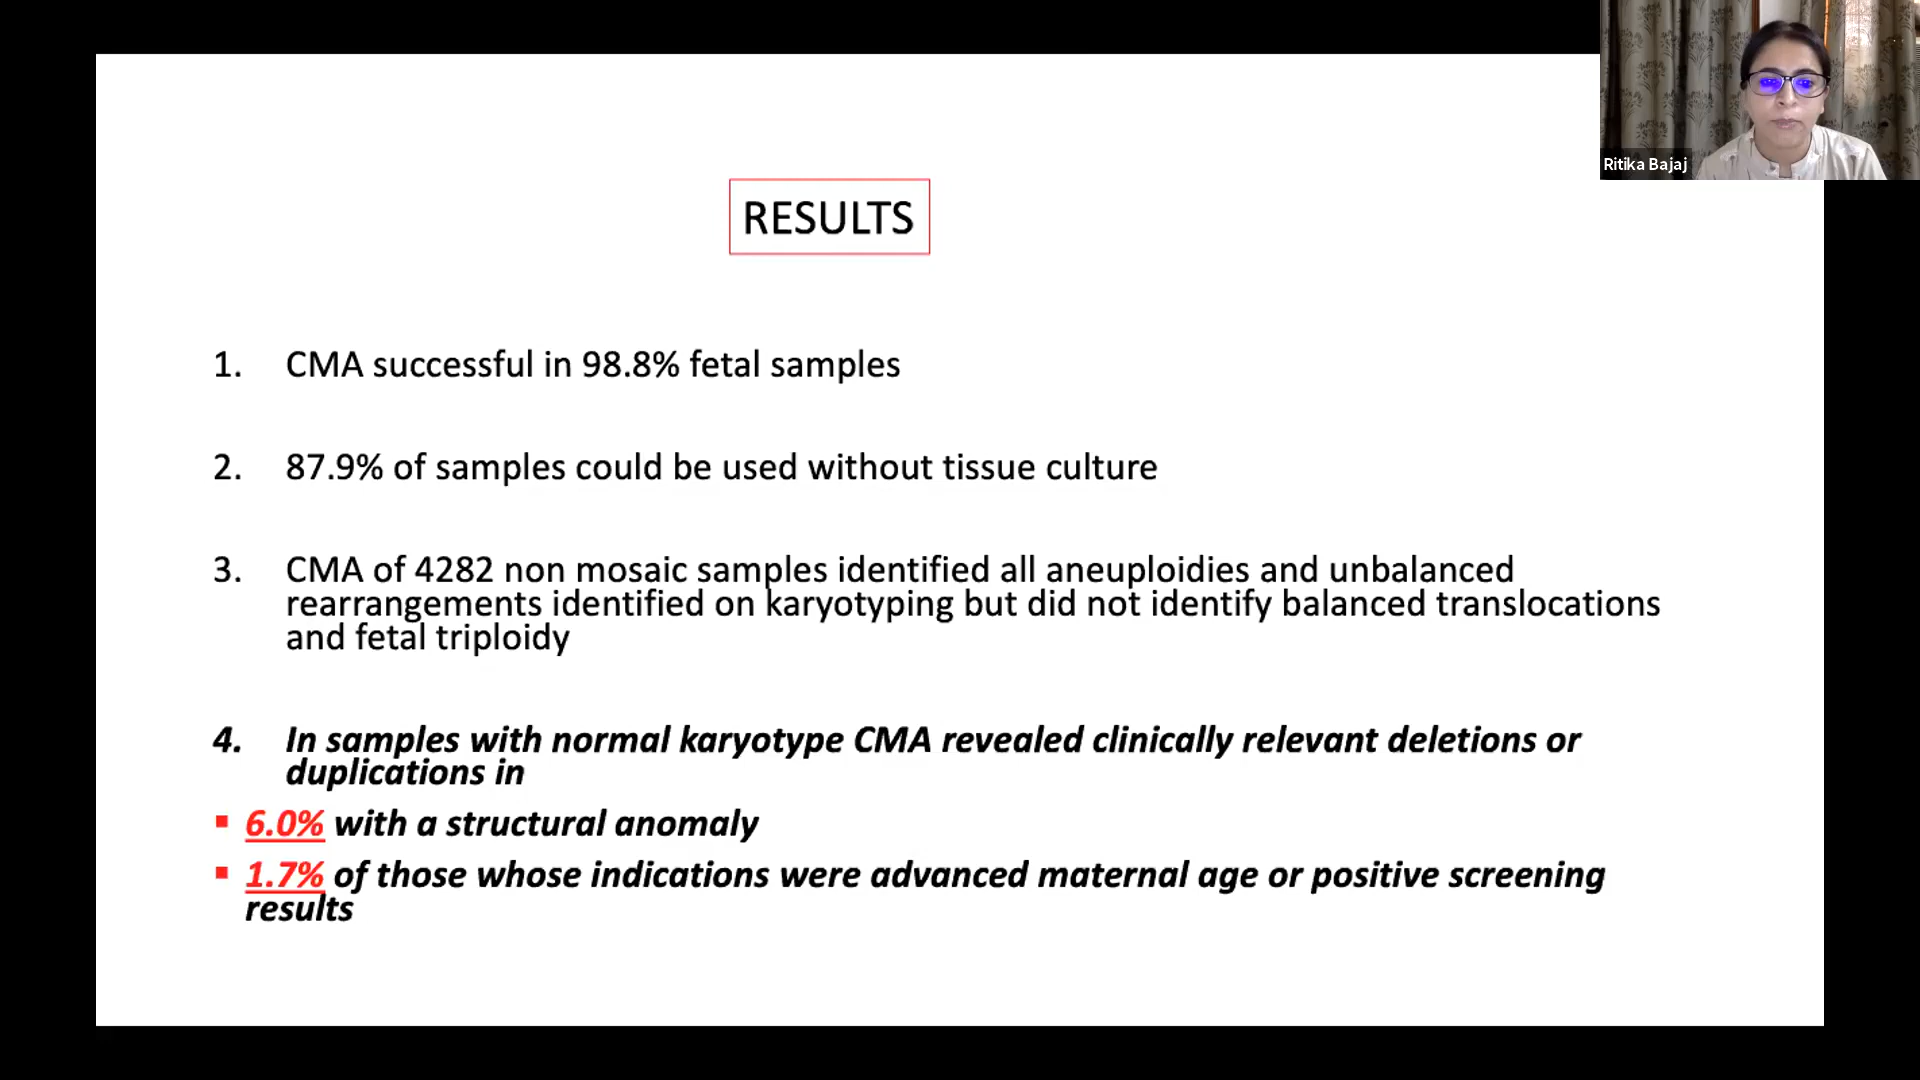 Ritika Bajaj
RESULTS
1. CMA successful in 98.8% fetal samples
2. 87.9% of samples could be used without tissue culture
3. CMA of 4282 non mosaic samples identified all aneuploidies and unbalanced
rearrangements identified on karyotyping but did not identify balanced translocations
and fetal triploidy
4. In samples with normal karyotype CMA revealed clinically relevant deletions or
duplications in
▪ 6.0% with a structural anomaly
▪ 1.7% of those whose indications were advanced maternal age or positive screening
results